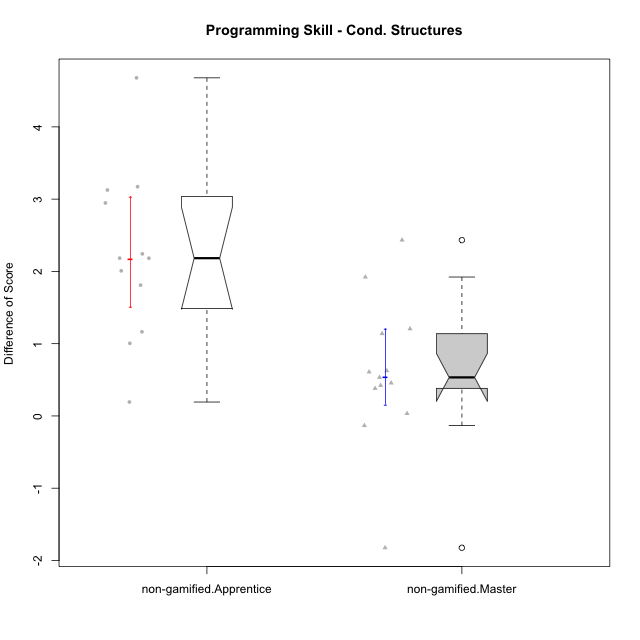 Programming Skill - Cond. Structures
Difference of Score
4
3
2
1
0
-1
-2
non-gamified.Apprentice
non-gamified.Master